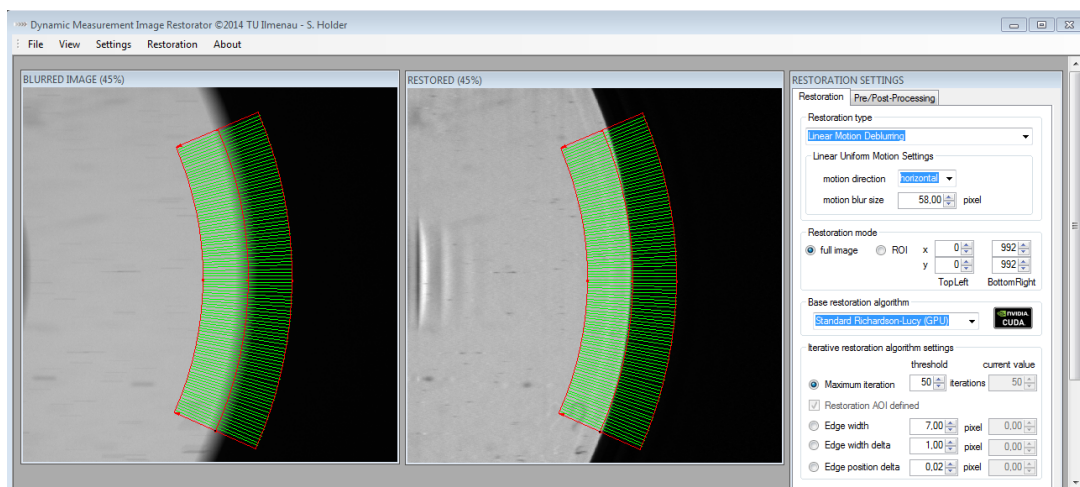 Dynamic Measurement Image Restorator ©2014 TU Ilmenau - S. Holder
File View Settings Restoration About
BLURRED IMAGE (45%)
RESTORED (45%)
RESTORATION SETTINGS
Restoration Pre/Post-Processing
Restoration type
Linear Motion Deblurring
Linear Uniform Motion Settings
motion direction horizontal
motion blur size 58,00 pixel
Restoration mode
full image ROI x 0 992
y 0 992
TopLeft BottomRight
Base restoration algorithm
Standard Richardson-Lucy (GPU) NVIDIA. CUDA.
Iterative restoration algorithm settings
threshold current value
Maximum iteration 50 iterations 50
Restoration AOI defined
Edge width 7,00 pixel 0,00
Edge width delta 1,00 pixel 0,00
Edge position delta 0,02 pixel 0,00